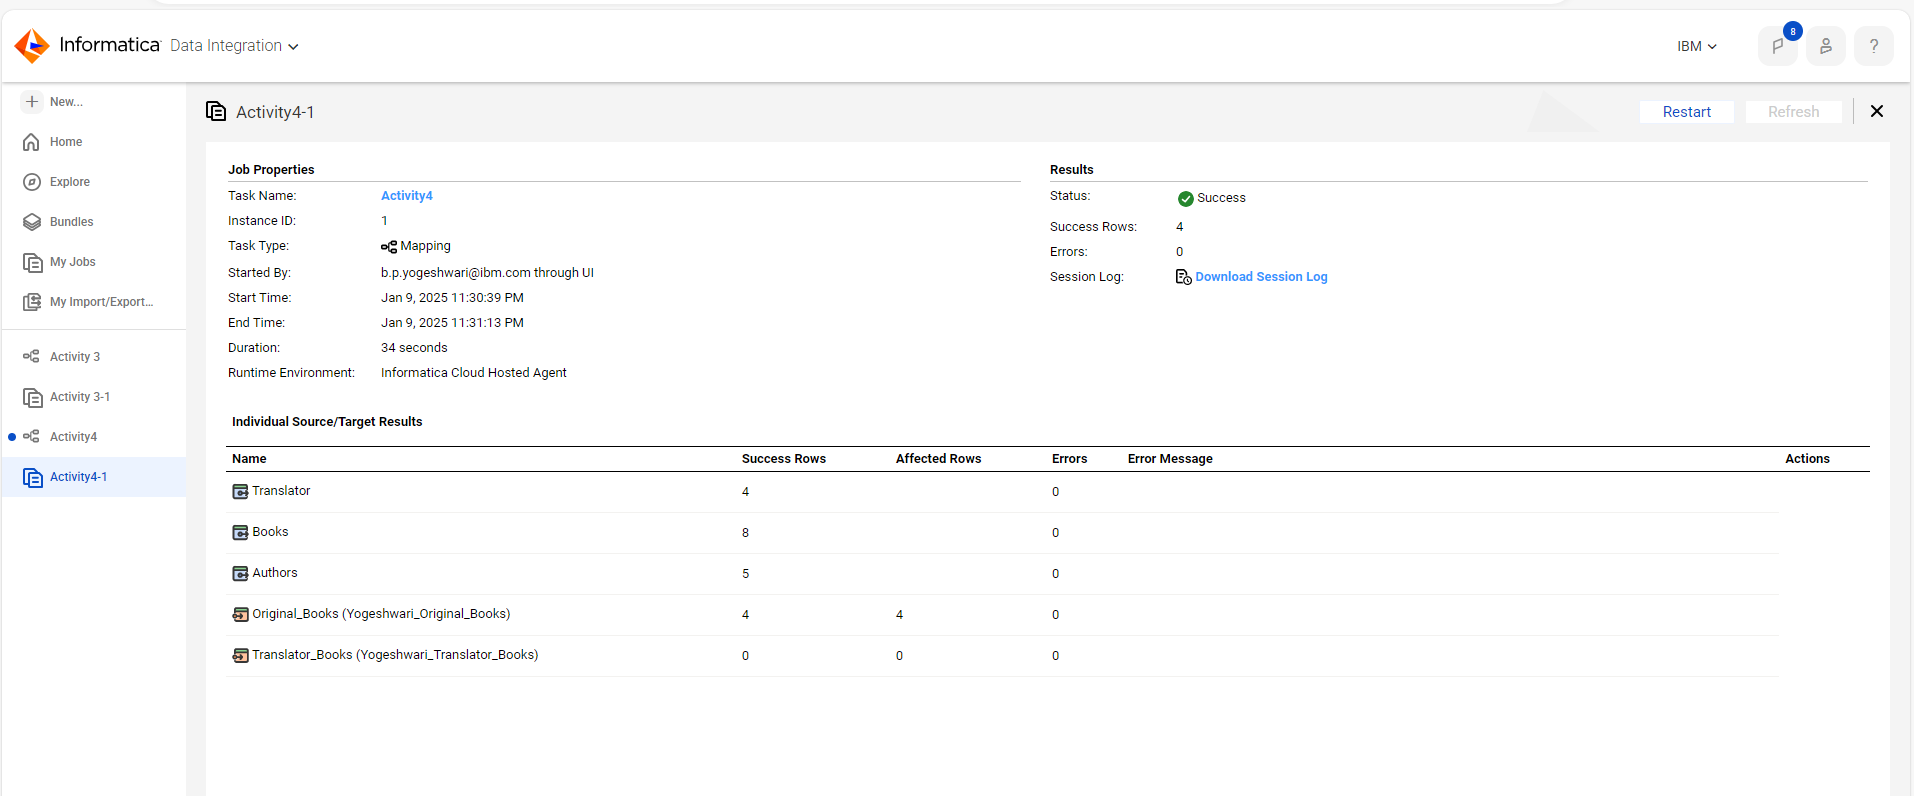 Informatica Data Integration
IBM
8
?
New...
Home
Explore
Bundles
My Jobs
My Import/Export...
Activity 3
Activity 3-1
Activity4
Activity4-1
Activity4-1
Restart Refresh
Job Properties
Task Name: Activity4
Instance ID: 1
Task Type: Mapping
Started By: b.p.yogeshwari@ibm.com through UI
Start Time: Jan 9, 2025 11:30:39 PM
End Time: Jan 9, 2025 11:31:13 PM
Duration: 34 seconds
Runtime Environment: Informatica Cloud Hosted Agent
Results
Status: Success
Success Rows: 4
Errors: 0
Session Log: Download Session Log
Individual Source/Target Results
Name Success Rows Affected Rows Errors Error Message Actions
Translator 4 0
Books 8 0
Authors 5 0
Original_Books (Yogeshwari_Original_Books) 4 4 0
Translator_Books (Yogeshwari_Translator_Books) 0 0 0